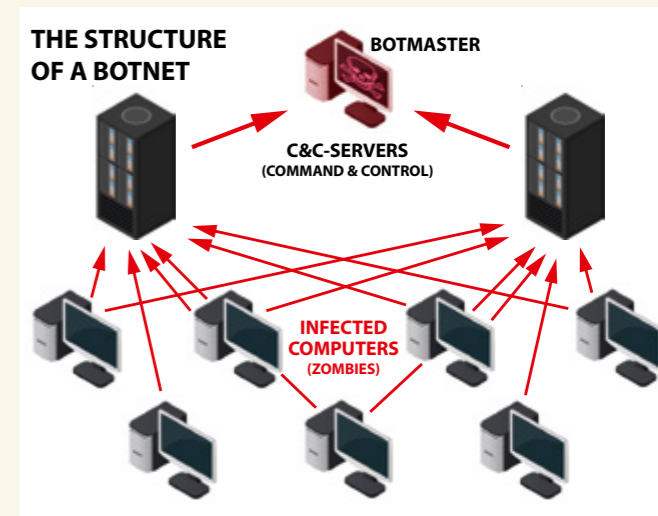 THE STRUCTURE
OF A BOTNET
BOTMASTER
C&C-SERVERS
(COMMAND & CONTROL)
INFECTED
COMPUTERS
(ZOMBIES)